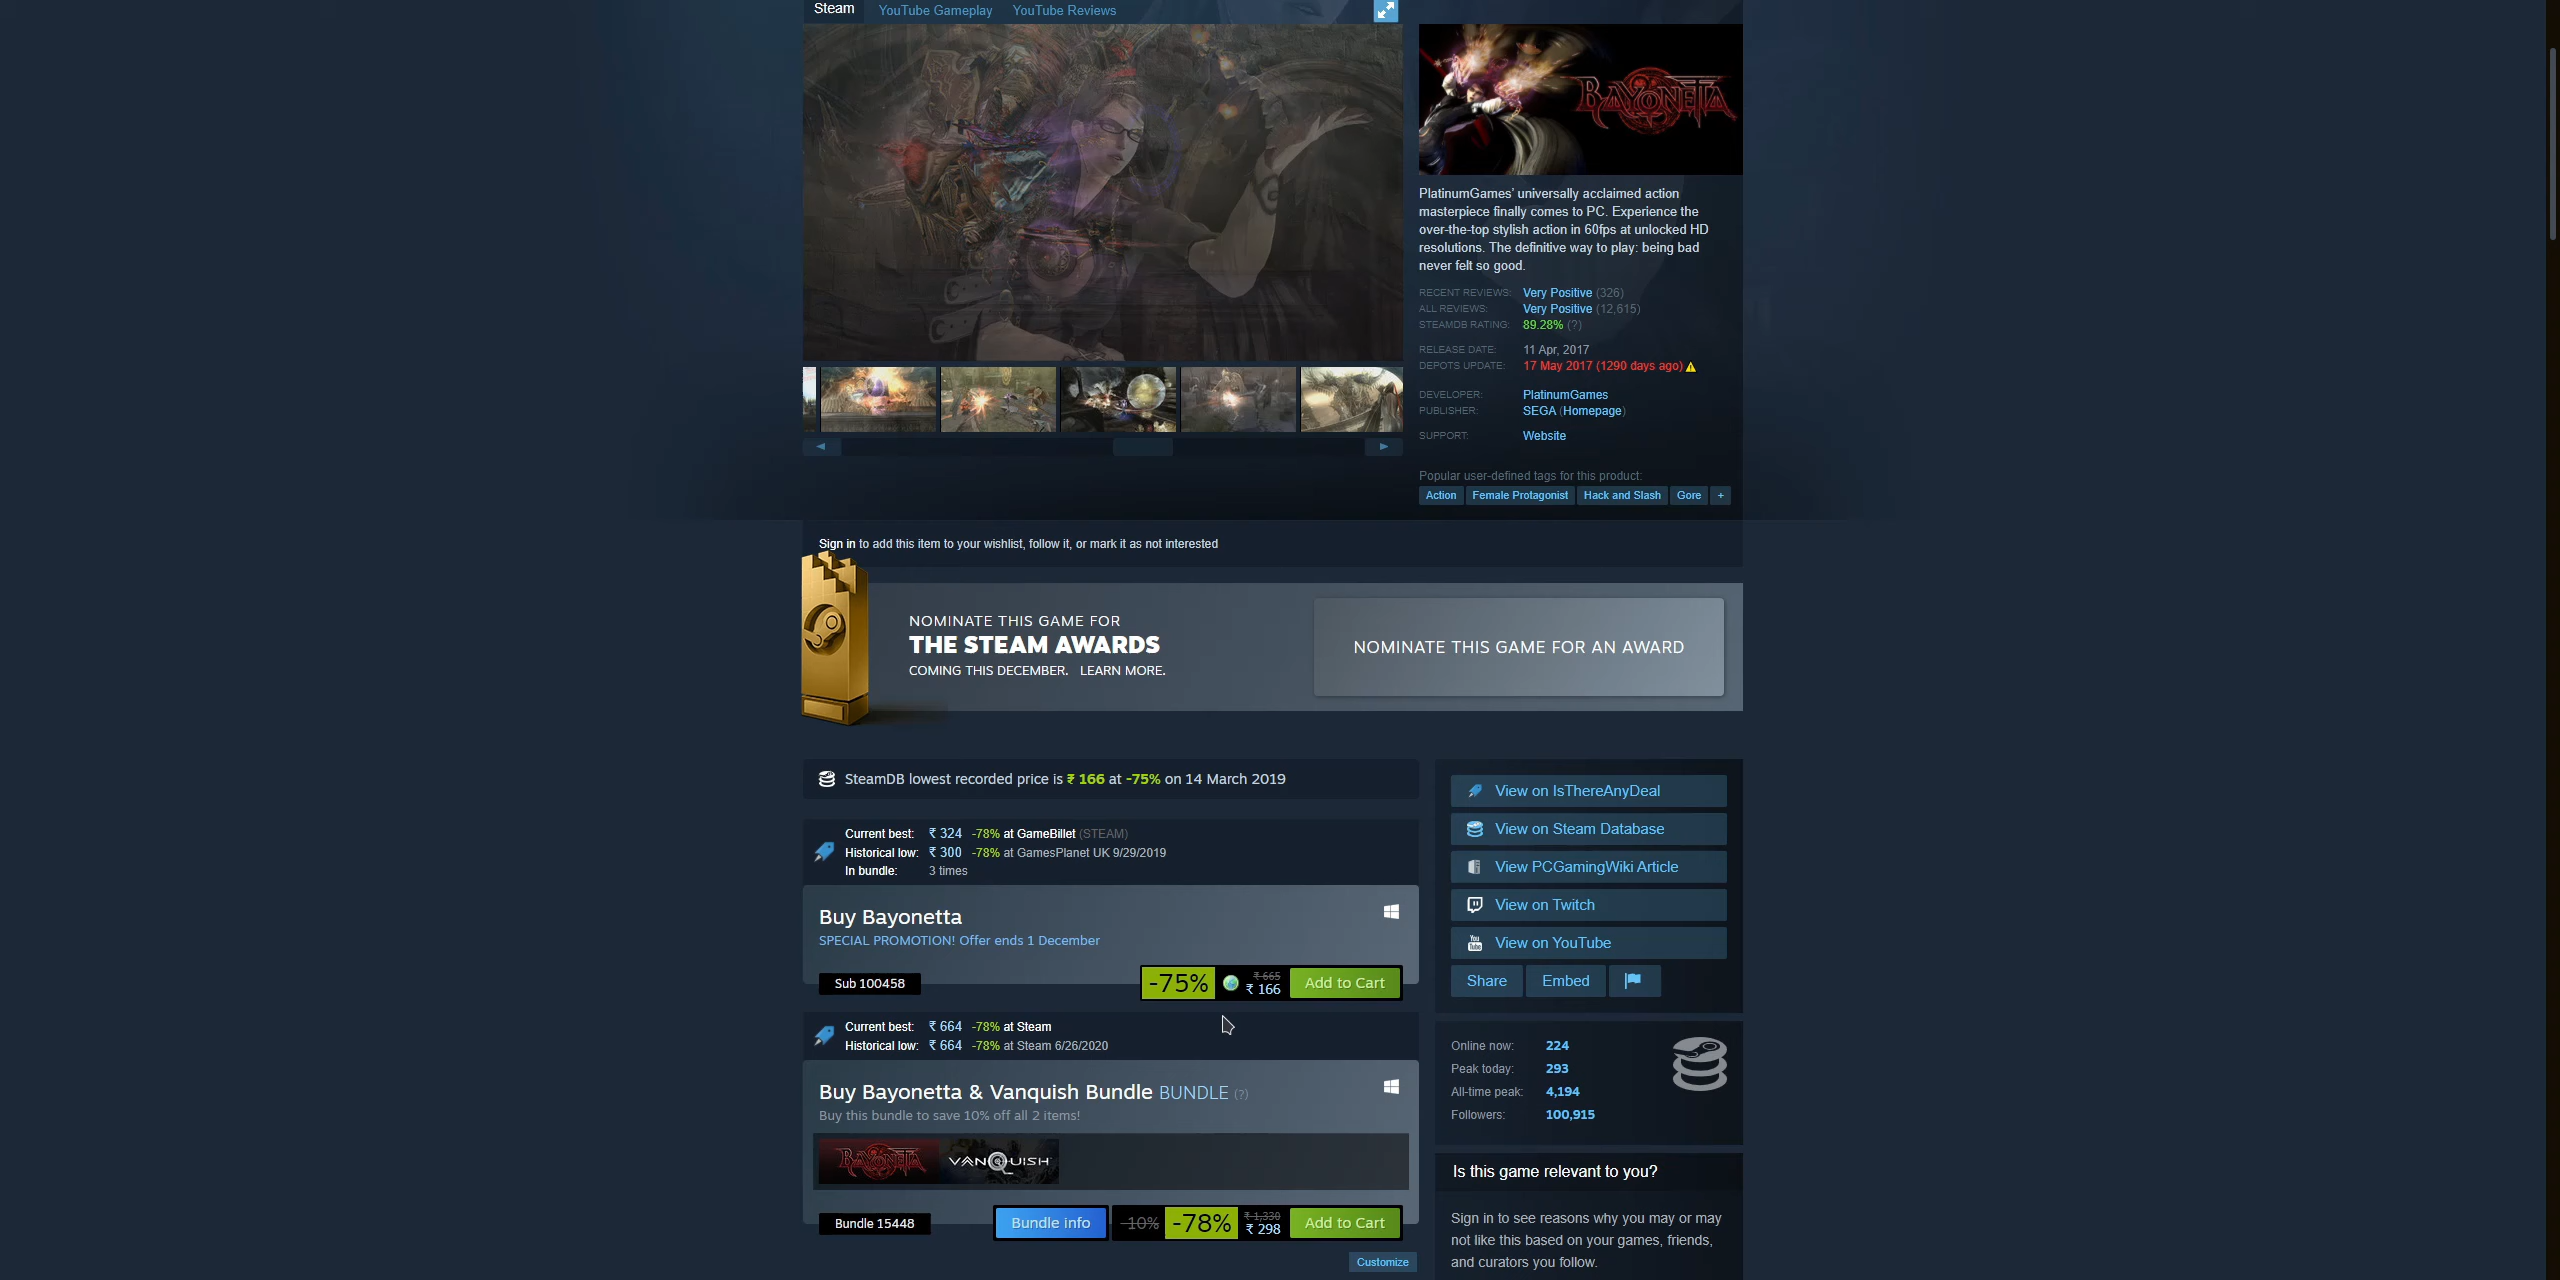 Steam YouTube Gameplay YouTube Reviews
BAYONETTA
PlatinumGames' universally acclaimed action
masterpiece finally comes to PC. Experience the
over-the-top stylish action in 60fps at unlocked HD
resolutions. The definitive way to play: being bad
never felt so good.
RECENT REVIEWS: Very Positive (326)
ALL REVIEWS: Very Positive (12,615)
STEAMDB RATING: 89.28% (?)
RELEASE DATE: 11 Apr, 2017
DEPOTS UPDATE: 17 May 2017 (1290 days ago)
DEVELOPER: PlatinumGames
PUBLISHER: SEGA (Homepage)
SUPPORT: Website
Popular user-defined tags for this product:
Action Female Protagonist Hack and Slash Gore +
Sign in to add this item to your wishlist, follow it, or mark it as not interested
NOMINATE THIS GAME FOR
THE STEAM AWARDS
COMING THIS DECEMBER. LEARN MORE.
NOMINATE THIS GAME FOR AN AWARD
SteamDB lowest recorded price is ₹ 166 at -75% on 14 March 2019
Current best: ₹ 324 -78% at GameBillet (STEAM)
Historical low: ₹ 300 -78% at GamesPlanet UK 9/29/2019
In bundle: 3 times
Buy Bayonetta
SPECIAL PROMOTION! Offer ends 1 December
Sub 100458
-75% ₹ 665 ₹ 166 Add to Cart
Current best: ₹ 664 -78% at Steam
Historical low: ₹ 664 -78% at Steam 6/26/2020
Buy Bayonetta & Vanquish Bundle BUNDLE (?)
Buy this bundle to save 10% off all 2 items!
BAYONETTA VANQUISH
Bundle 15448
Bundle info -10% -78% ₹ 1,330 ₹ 298 Add to Cart
Customize
View on IsThereAnyDeal
View on Steam Database
View PCGamingWiki Article
View on Twitch
You Tube View on YouTube
Share Embed
Online now: 224
Peak today: 293
All-time peak: 4,194
Followers: 100,915
Is this game relevant to you?
Sign in to see reasons why you may or may
not like this based on your games, friends,
and curators you follow.